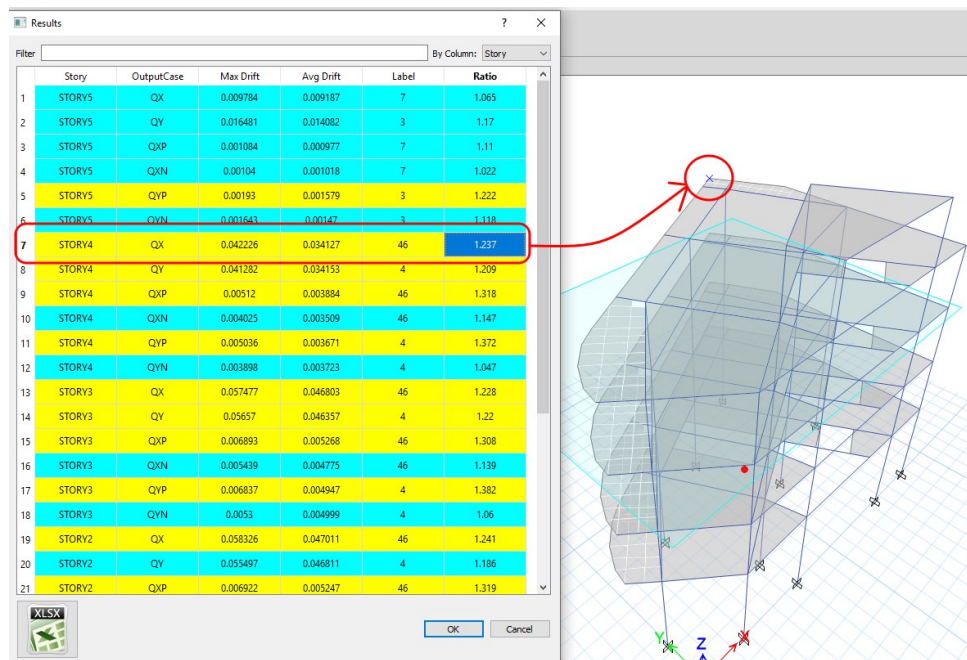 Results ? ×
Filter By Column: Story
Story OutputCase Max Drift Avg Drift Label Ratio
1 STORY5 QX 0.009784 0.009187 7 1.065
2 STORY5 QY 0.016481 0.014082 3 1.17
3 STORY5 QXP 0.001084 0.000977 7 1.11
4 STORY5 QXN 0.00104 0.001018 7 1.022
5 STORY5 QYP 0.00193 0.001579 3 1.222
6 STORY5 QYN 0.001643 0.00147 3 1.118
7 STORY4 QX 0.042226 0.034127 46 1.237
8 STORY4 QY 0.041282 0.034153 4 1.209
9 STORY4 QXP 0.00512 0.003884 46 1.318
10 STORY4 QXN 0.004025 0.003509 46 1.147
11 STORY4 QYP 0.005036 0.003671 4 1.372
12 STORY4 QYN 0.003898 0.003723 4 1.047
13 STORY3 QX 0.057477 0.046803 46 1.228
14 STORY3 QY 0.05657 0.046357 4 1.22
15 STORY3 QXP 0.006893 0.005268 46 1.308
16 STORY3 QXN 0.005439 0.004775 46 1.139
17 STORY3 QYP 0.006837 0.004947 4 1.382
18 STORY3 QYN 0.0053 0.004999 4 1.06
19 STORY2 QX 0.058326 0.047011 46 1.241
20 STORY2 QY 0.055497 0.046811 4 1.186
21 STORY2 QXP 0.006922 0.005247 46 1.319
XLSX
OK Cancel
Y Z X